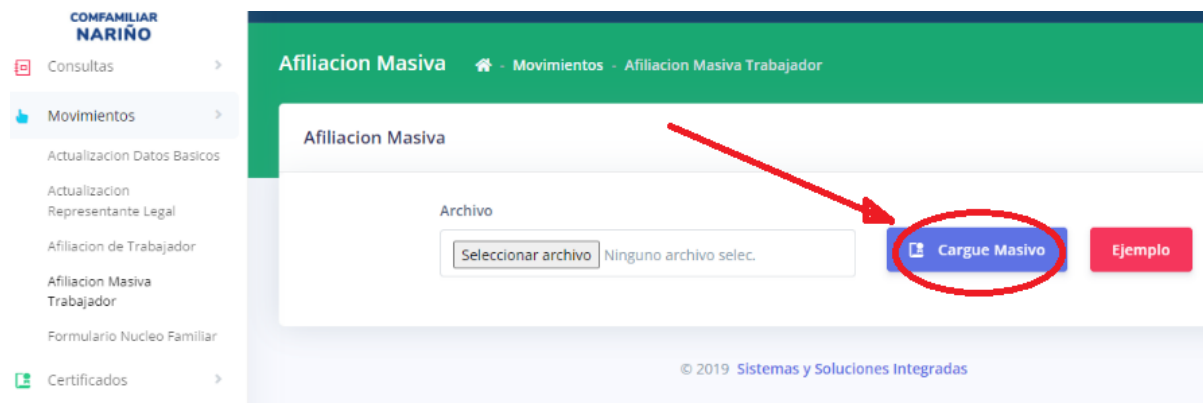 COMFAMILIAR
NARIÑO
Consultas
Movimientos
Actualizacion Datos Basicos
Actualizacion
Representante Legal
Afiliacion de Trabajador
Afiliacion Masiva
Trabajador
Formulario Nucleo Familiar
Certificados
Afiliacion Masiva - Movimientos - Afiliacion Masiva Trabajador
Afiliacion Masiva
Archivo
Seleccionar archivo Ninguno archivo selec.
Cargue Masivo
Ejemplo
© 2019 Sistemas y Soluciones Integradas